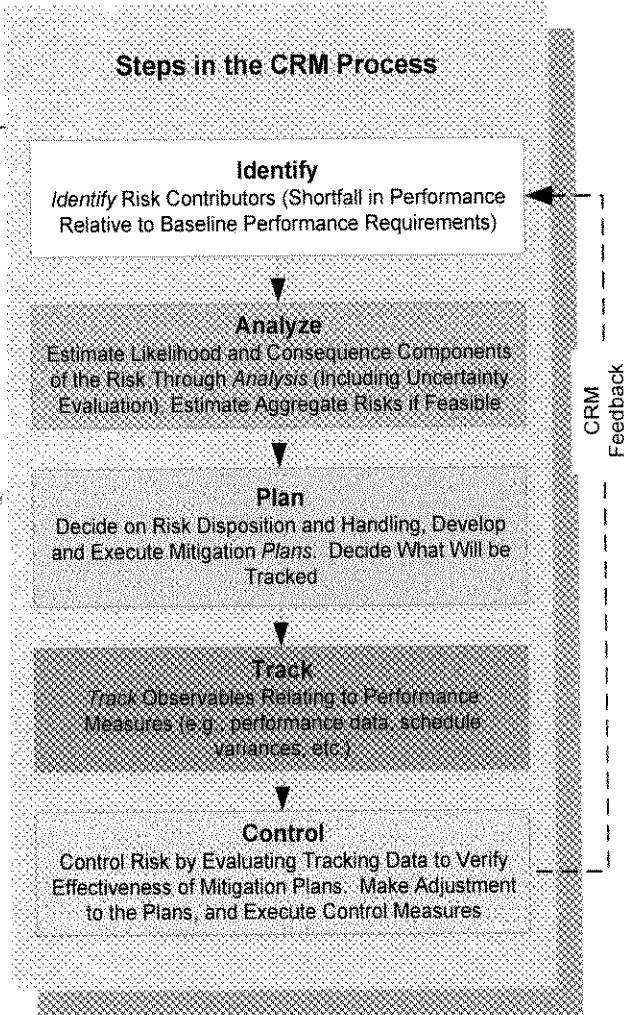 Steps in the CRM Process
Identify
Identify Risk Contributors (Shortfall in Performance
Relative to Baseline Performance Requirements)
Analyze
Estimate Likelihood and Consequence Components
of the Risk Through Analysis (Including Uncertainty
Evaluation), Estimate Aggregate Risks if Feasible
Plan
Decide on Risk Disposition and Handling, Develop
and Execute Mitigation Plans. Decide What Will be
Tracked
Track
Track Observables Relating to Performance
Measures (e.g., performance data, schedule
variances, etc.)
Control
Control Risk by Evaluating Tracking Data to Verify
Effectiveness of Mitigation Plans. Make Adjustment
to the Plans, and Execute Control Measures
CRM
Feedback